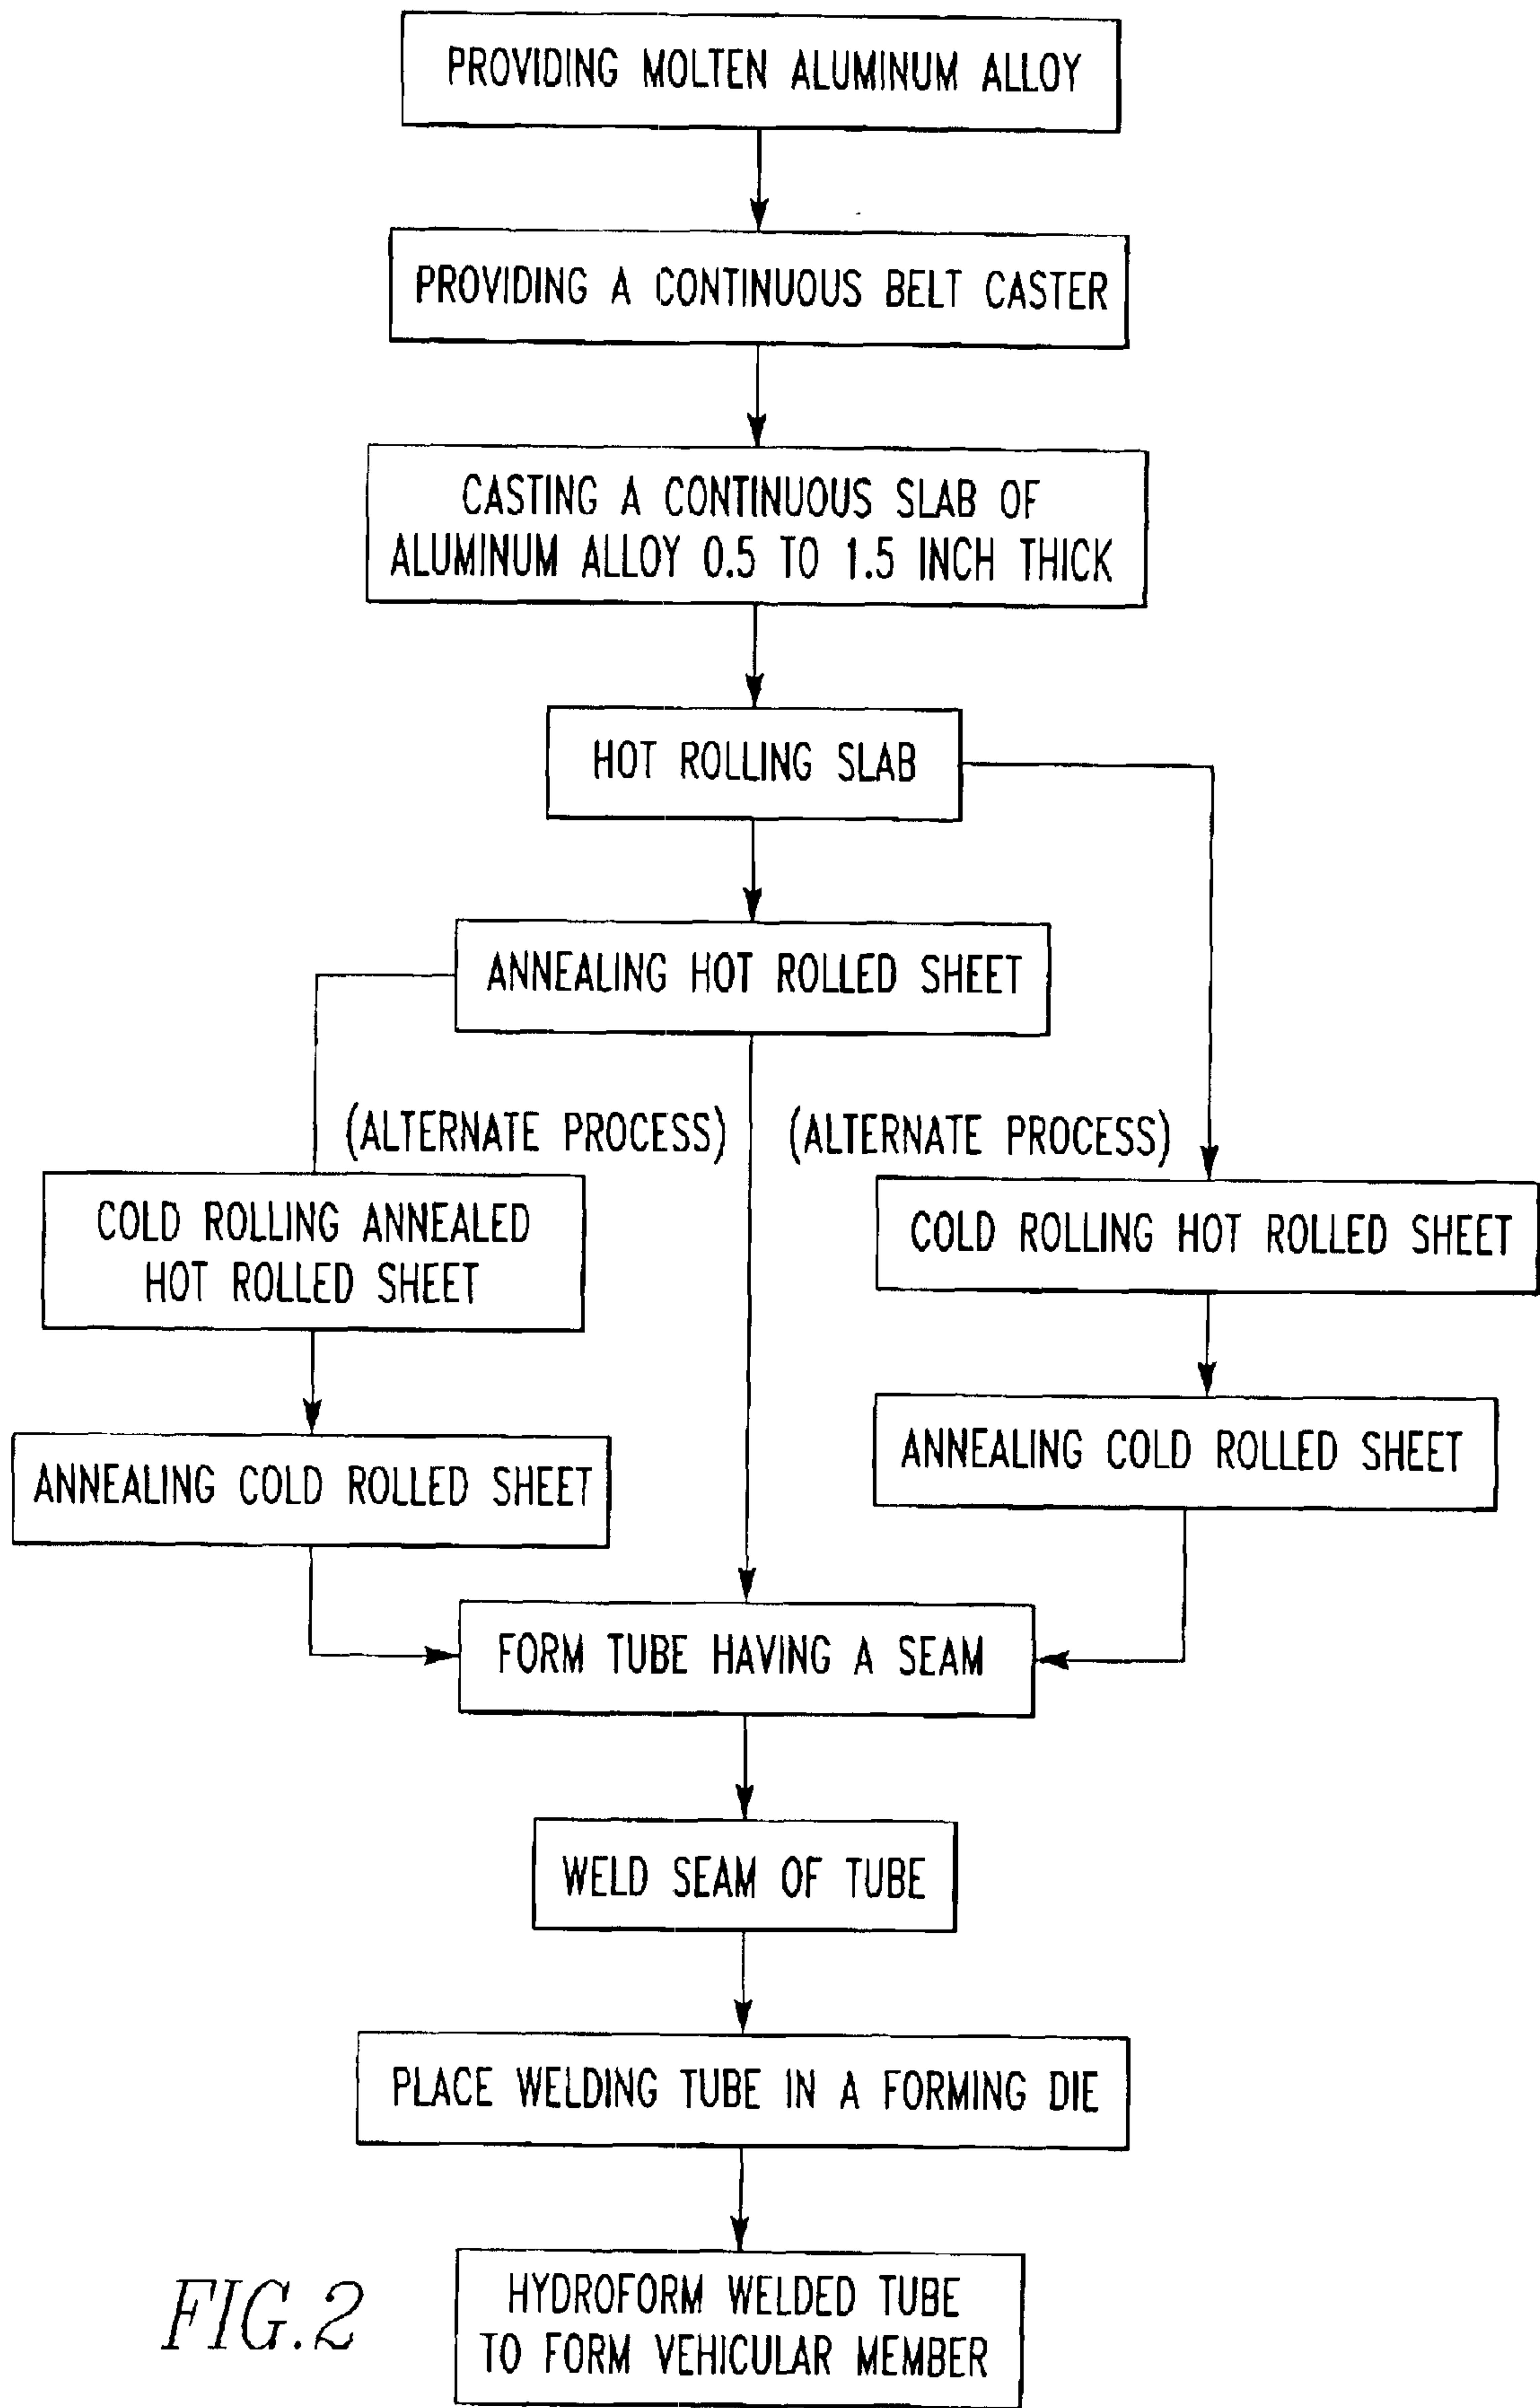 PROVIDING MOLTEN ALUMINUM ALLOY
PROVIDING A CONTINUOUS BELT CASTER
CASTING A CONTINUOUS SLAB OF
ALUMINUM ALLOY 0.5 TO 1.5 INCH THICK
HOT ROLLING SLAB
ANNEALING HOT ROLLED SHEET
(ALTERNATE PROCESS)
(ALTERNATE PROCESS)
COLD ROLLING ANNEALED
HOT ROLLED SHEET
COLD ROLLING HOT ROLLED SHEET
ANNEALING COLD ROLLED SHEET
ANNEALING COLD ROLLED SHEET
FORM TUBE HAVING A SEAM
WELD SEAM OF TUBE
PLACE WELDING TUBE IN A FORMING DIE
HYDROFORM WELDED TUBE
TO FORM VEHICULAR MEMBER
FIG.2